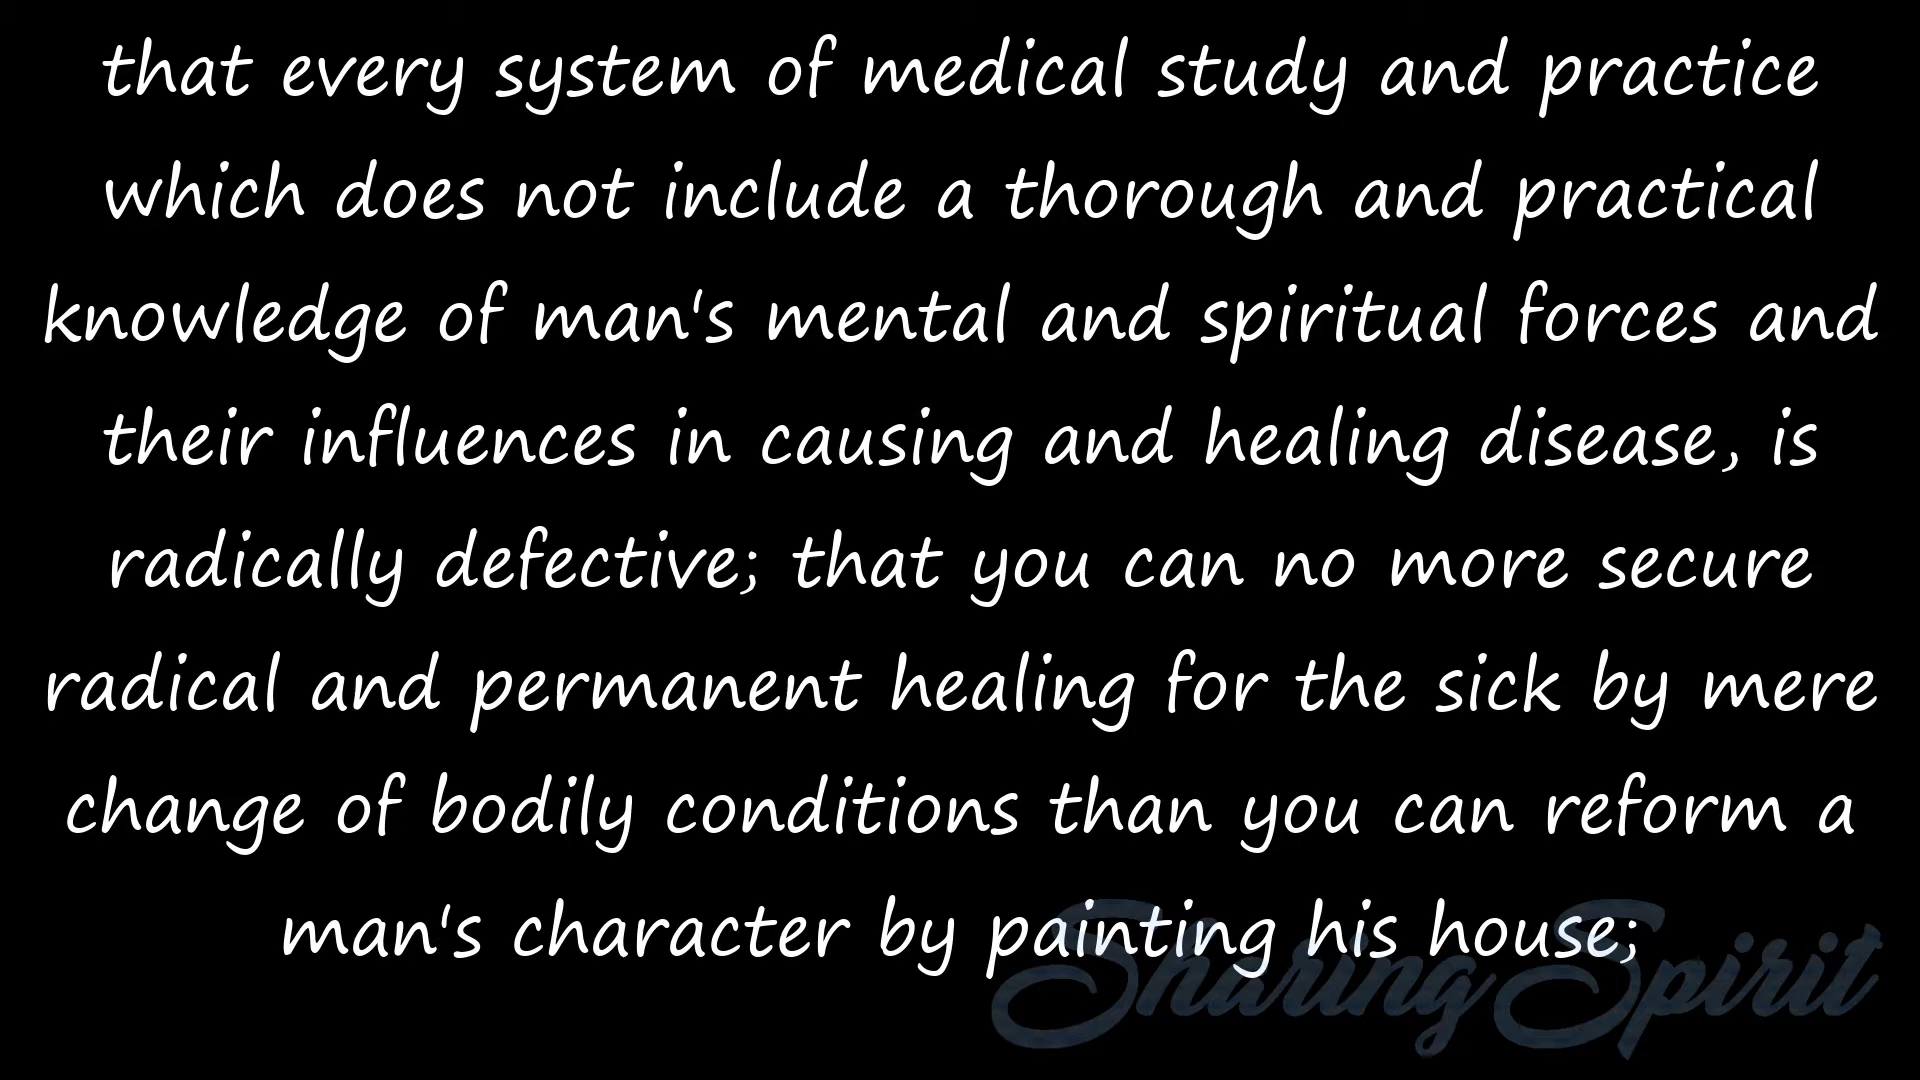 that every system of medical study and practice
which does not include a thorough and practical
knowledge of man's mental and spiritual forces and
their influences in causing and healing disease, is
radically defective; that you can no more secure
radical and permanent healing for the sick by mere
change of bodily conditions than you can reform a
man's character by painting his house;
SharingSpirit